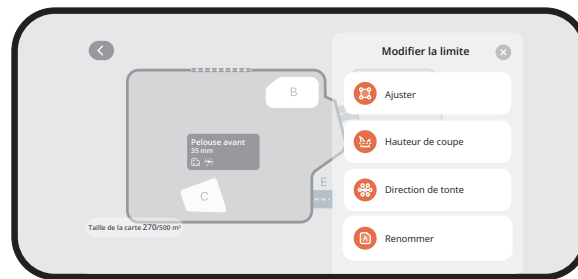 Modifier la limite
B
Ajuster
Pelouse avant
35 mm
Hauteur de coupe
E
Direction de tonte
C
Taille de la carte 270/500 m²
A
Renommer